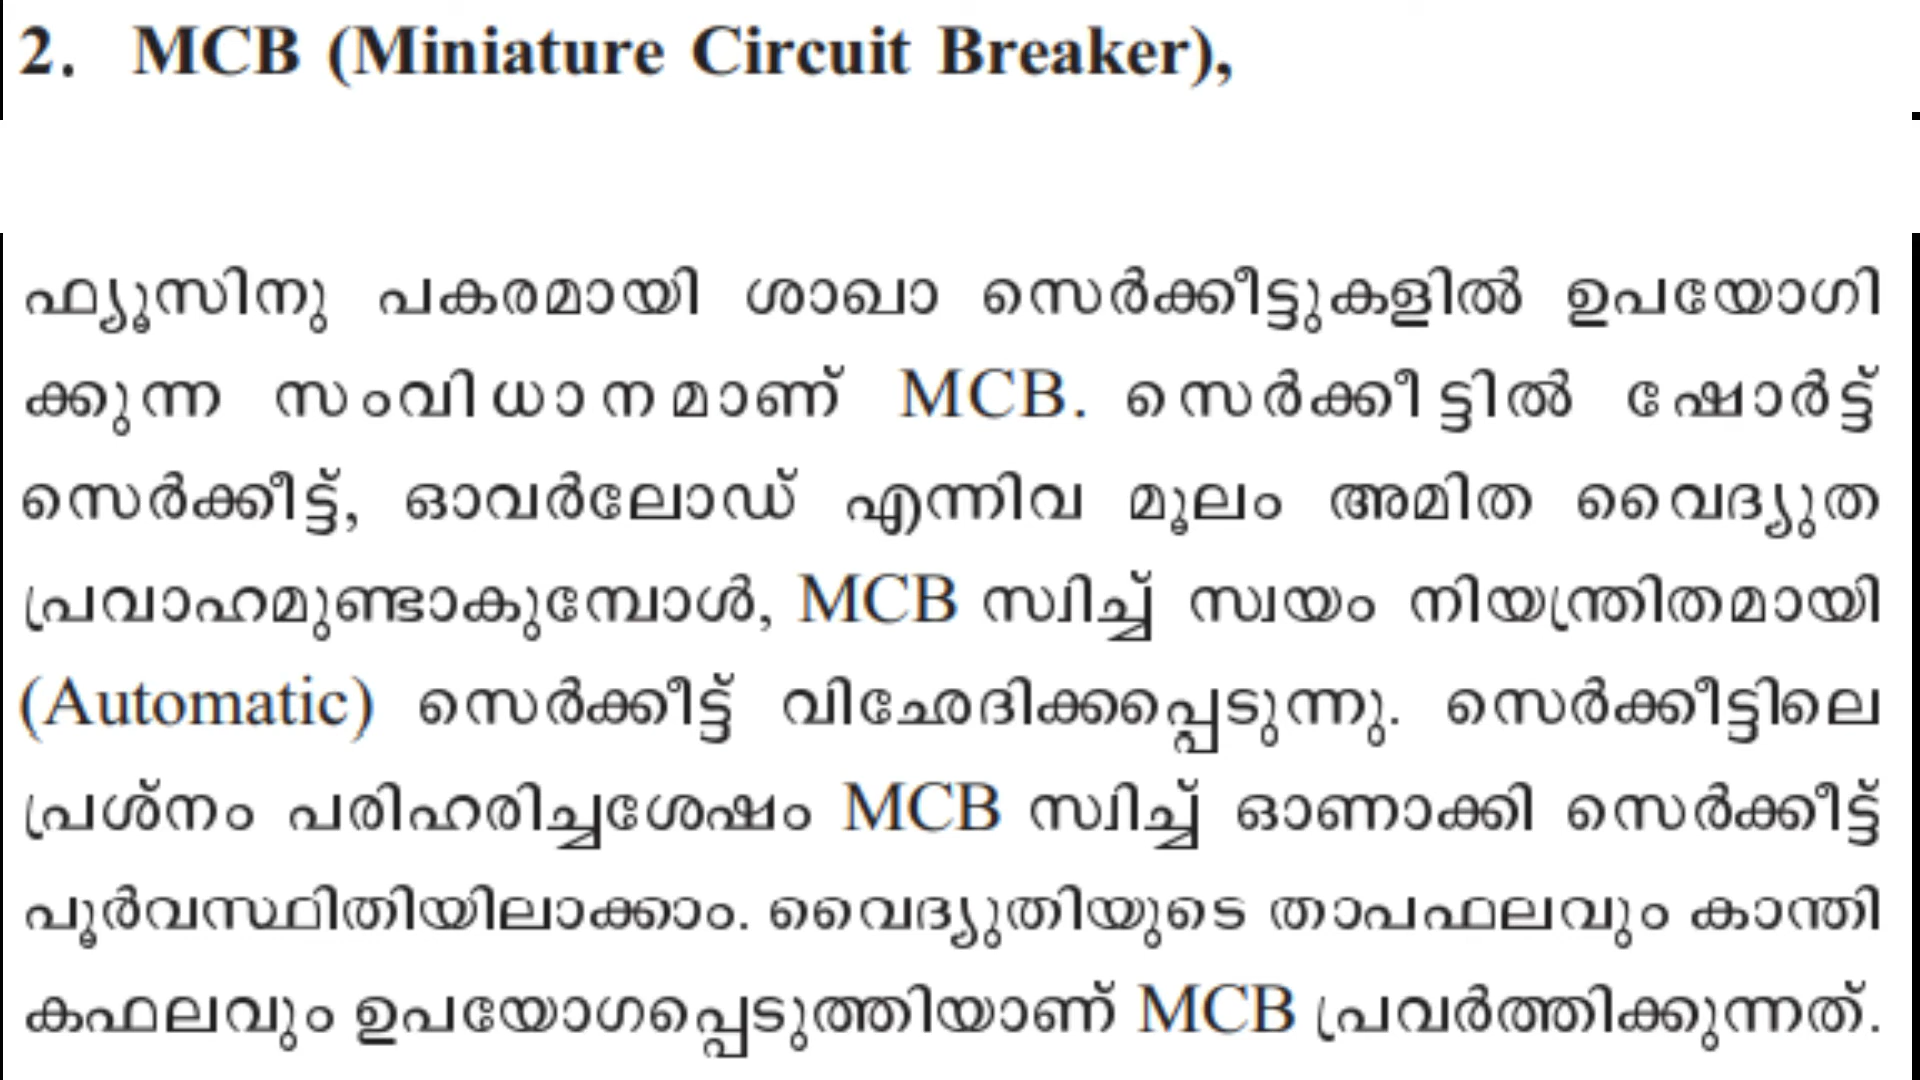 2. MCB (Miniature Circuit Breaker),
ഫ്യൂസിനു പകരമായി ശാഖാ സെർക്കീട്ടുകളിൽ ഉപയോഗി
ക്കുന്ന സംവിധാനമാണ് MCB. സെർക്കീട്ടിൽ ഷോർട്ട്
സെർക്കീട്ട്, ഓവർലോഡ് എന്നിവ മൂലം അമിത വൈദ്യുത
പ്രവാഹമുണ്ടാകുമ്പോൾ, MCB സ്വിച്ച് സ്വയം നിയന്ത്രിതമായി
(Automatic) സെർക്കീട്ട് വിഛേദിക്കപ്പെടുന്നു. സെർക്കീട്ടിലെ
പ്രശ്നം പരിഹരിച്ചശേഷം MCB സ്വിച്ച് ഓണാക്കി സെർക്കീട്ട്
പൂർവസ്ഥിതിയിലാക്കാം. വൈദ്യുതിയുടെ താപഫലവും കാന്തി
കഫലവും ഉപയോഗപ്പെടുത്തിയാണ് MCB പ്രവർത്തിക്കുന്നത്.